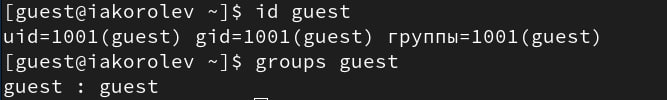 [guest@iakorolev ~]$ id guest
uid=1001(guest) gid=1001(guest) группы=1001(guest)
[guest@iakorolev ~]$ groups guest
guest : guest